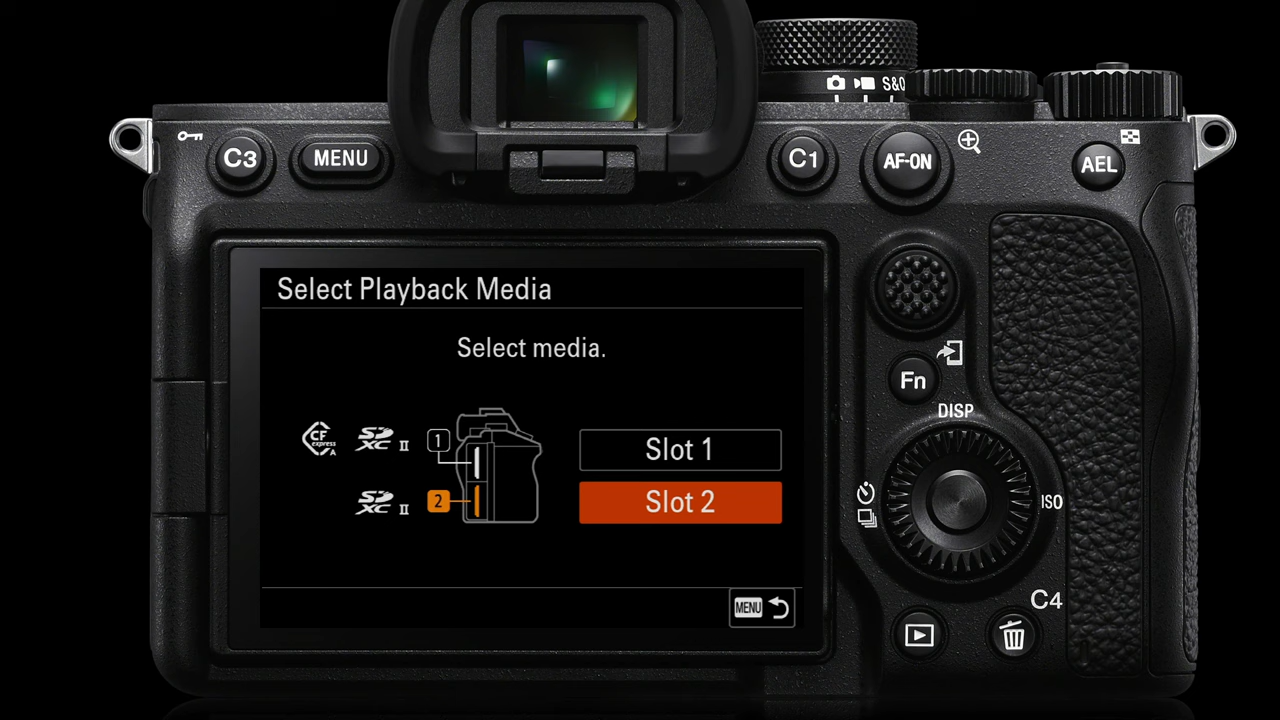 S&Q
C3
MENU
C1
AF-ON
AEL
Select Playback Media
Select media.
CF express A
SD XC II
1
Slot 1
SD XC II
2
Slot 2
MENU
Fn
DISP
ISO
C4